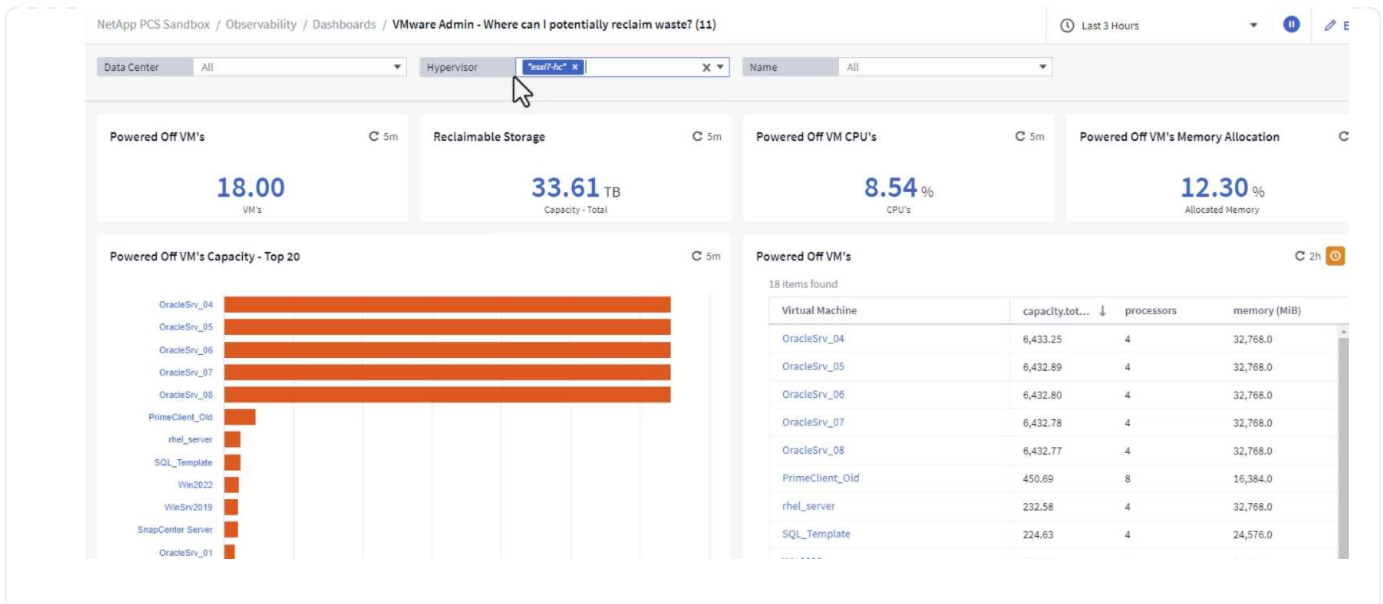 NetApp PCS Sandbox / Observability / Dashboards / VMware Admin - Where can I potentially reclaim waste? (11)
Last 3 Hours
E
Data Center All
Hypervisor *esxi7-hc* x
X
Name All
Powered Off VM's
5m
18.00
VM's
Reclaimable Storage
5m
33.61 TB
Capacity - Total
Powered Off VM CPU's
5m
8.54 %
CPU's
Powered Off VM's Memory Allocation
12.30 %
Allocated Memory
Powered Off VM's Capacity - Top 20
5m
OracleSrv_04
OracleSrv_05
OracleSrv_06
OracleSrv_07
OracleSrv_08
PrimeClient_Old
rhel_server
SQL_Template
Win2022
WinSrv2019
SnapCenter Server
OracleSrv_01
Powered Off VM's
2h
18 items found
Virtual Machine capacity.tot... ↓ processors memory (MiB)
OracleSrv_04 6,433.25 4 32,768.0
OracleSrv_05 6,432.89 4 32,768.0
OracleSrv_06 6,432.80 4 32,768.0
OracleSrv_07 6,432.78 4 32,768.0
OracleSrv_08 6,432.77 4 32,768.0
PrimeClient_Old 450.69 8 16,384.0
rhel_server 232.58 4 32,768.0
SQL_Template 224.63 4 24,576.0